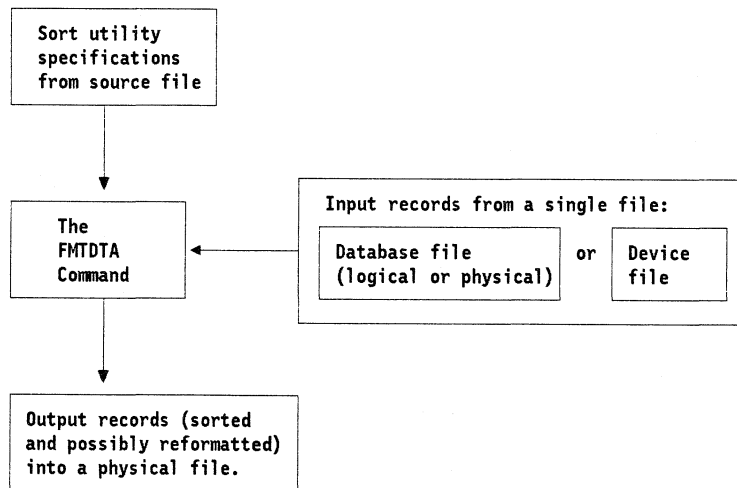 Sort utility
specifications
from source file
The
FMTDTA
Command
Input records from a single file:
Database file
(logical or physical)
or
Device
file
Output records (sorted
and possibly reformatted)
into a physical file.